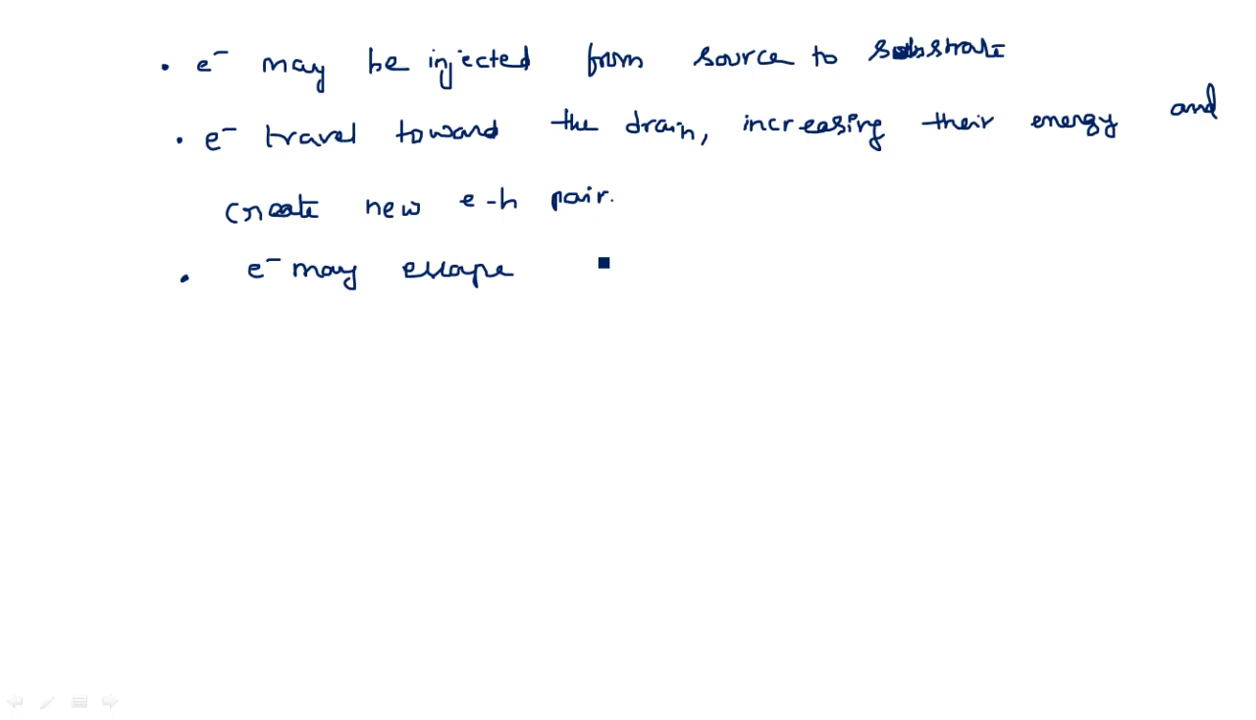 • e⁻ may be injected from source to substrate
• e⁻ travel toward the drain, increasing their energy and
create new e-h pair.
• e⁻ may escape